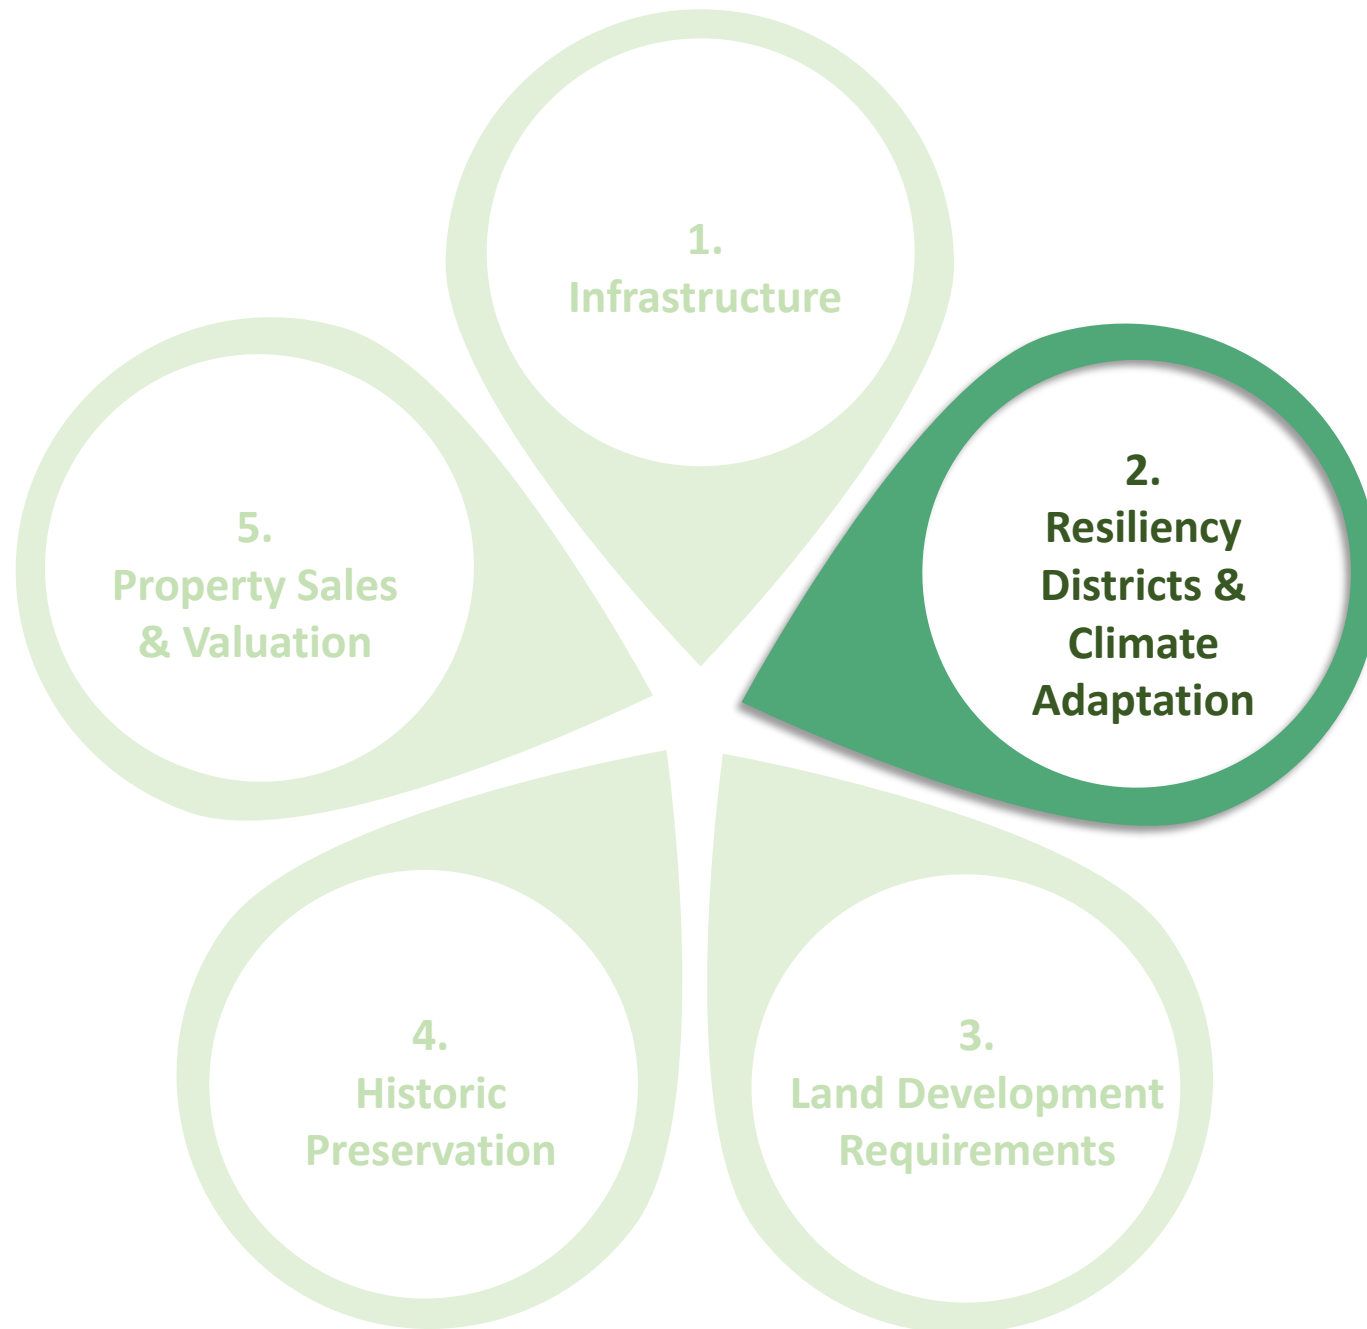 1.
Infrastructure
2.
Resiliency
Districts &
Climate
Adaptation
3.
Land Development
Requirements
4.
Historic
Preservation
5.
Property Sales
& Valuation